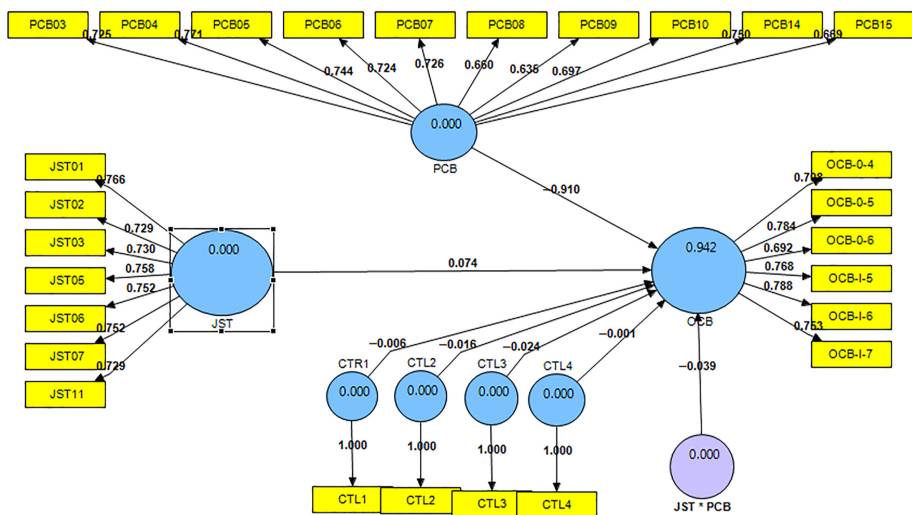 PCB03 PCB04 PCB05 PCB06 PCB07 PCB08 PCB09 PCB10 PCB14 PCB15
0.725 0.771 0.744 0.724 0.726 0.660 0.635 0.697 0.750 0.669
0.000
PCB
−0.910
JST01
JST02
JST03
JST05
JST06
JST07
JST11
0.766
0.729
0.730
0.758
0.752
0.752
0.729
0.000
JST
0.074
0.942
OCB
0.708
0.784
0.692
0.768
0.788
0.753
OCB-0-4
OCB-0-5
OCB-0-6
OCB-I-5
OCB-I-6
OCB-I-7
−0.006 −0.016 −0.024 −0.001
−0.039
CTR1 CTL2 CTL3 CTL4
0.000 0.000 0.000 0.000
1.000 1.000 1.000 1.000
CTL1 CTL2 CTL3 CTL4
0.000
JST * PCB